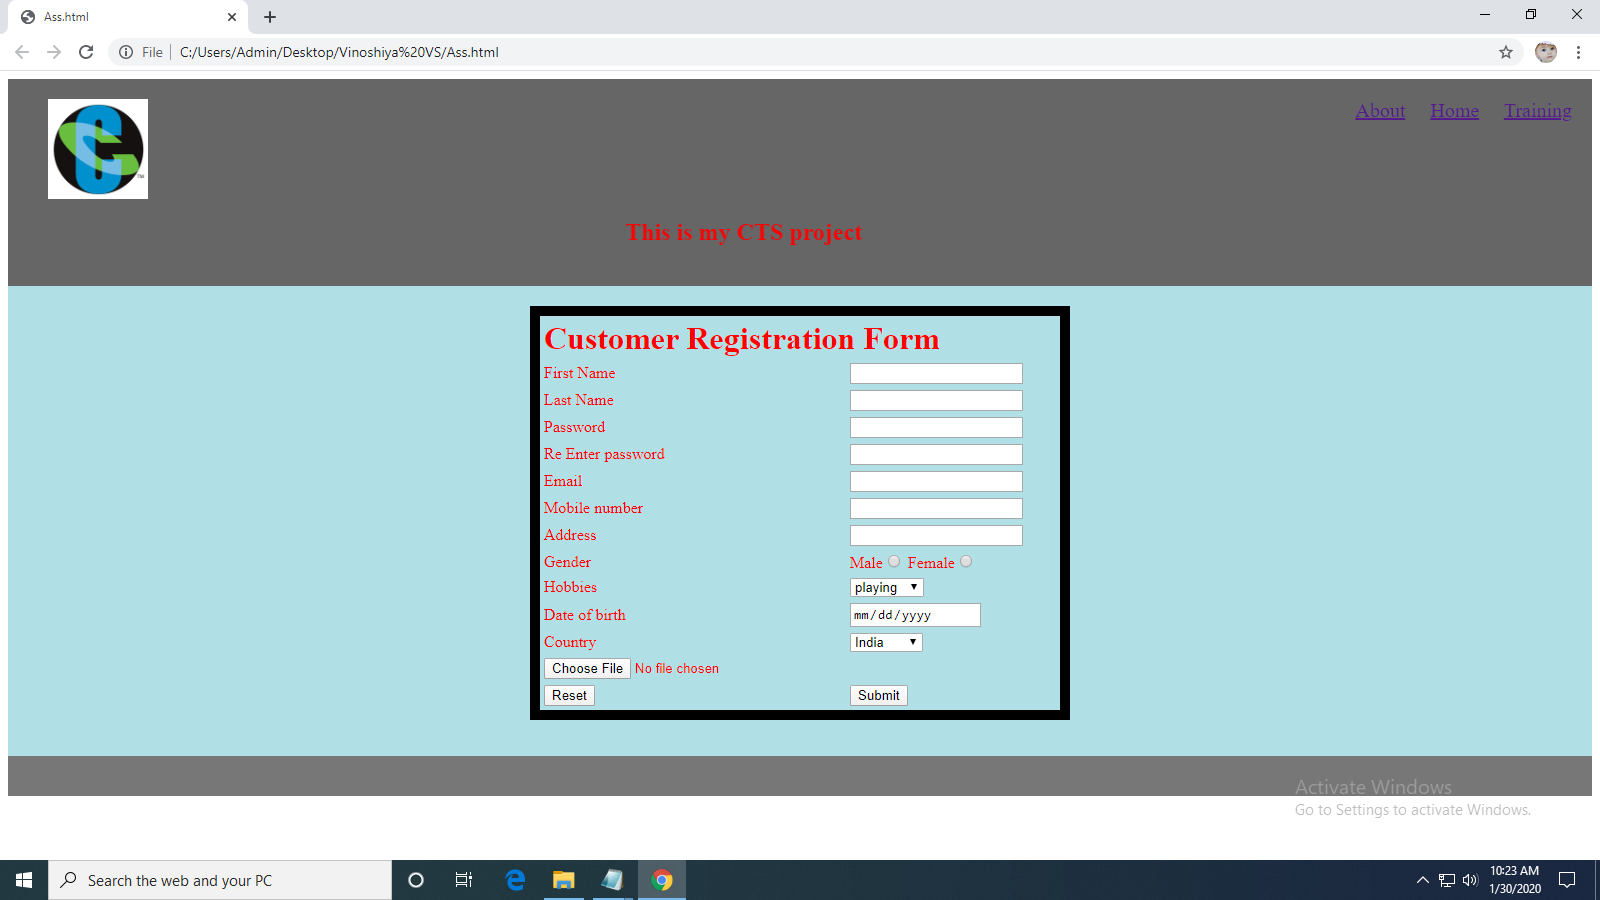 Ass.html
File
C:/Users/Admin/Desktop/Vinoshiya%20VS/Ass.html
About Home Training
TM
This is my CTS project
Customer Registration Form
First Name
Last Name
Password
Re Enter password
Email
Mobile number
Address
Gender Male Female
Hobbies playing
Date of birth mm/dd/yyyy
Country India
Choose File No file chosen
Reset Submit
Activate Windows
Go to Settings to activate Windows.
Search the web and your PC
10:23 AM
1/30/2020